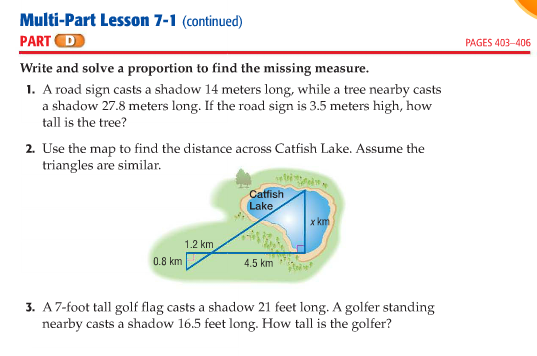 Multi-Part Lesson 7-1 (continued)
PART D
PAGES 403–406
Write and solve a proportion to find the missing measure.
1. A road sign casts a shadow 14 meters long, while a tree nearby casts
a shadow 27.8 meters long. If the road sign is 3.5 meters high, how
tall is the tree?
2. Use the map to find the distance across Catfish Lake. Assume the
triangles are similar.
Catfish
Lake
x km
1.2 km
0.8 km
4.5 km
3. A 7-foot tall golf flag casts a shadow 21 feet long. A golfer standing
nearby casts a shadow 16.5 feet long. How tall is the golfer?